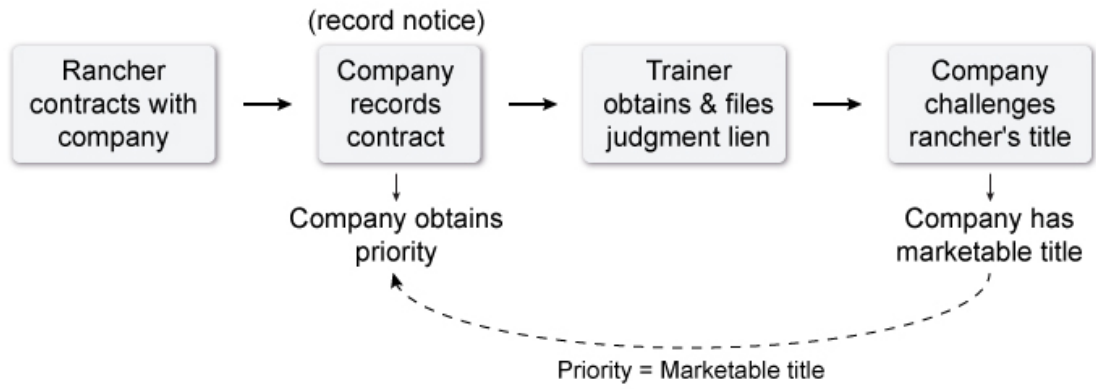 (record notice)
Rancher
contracts with
company
Company
records
contract
Trainer
obtains & files
judgment lien
Company
challenges
rancher's title
Company obtains
priority
Company has
marketable title
Priority = Marketable title